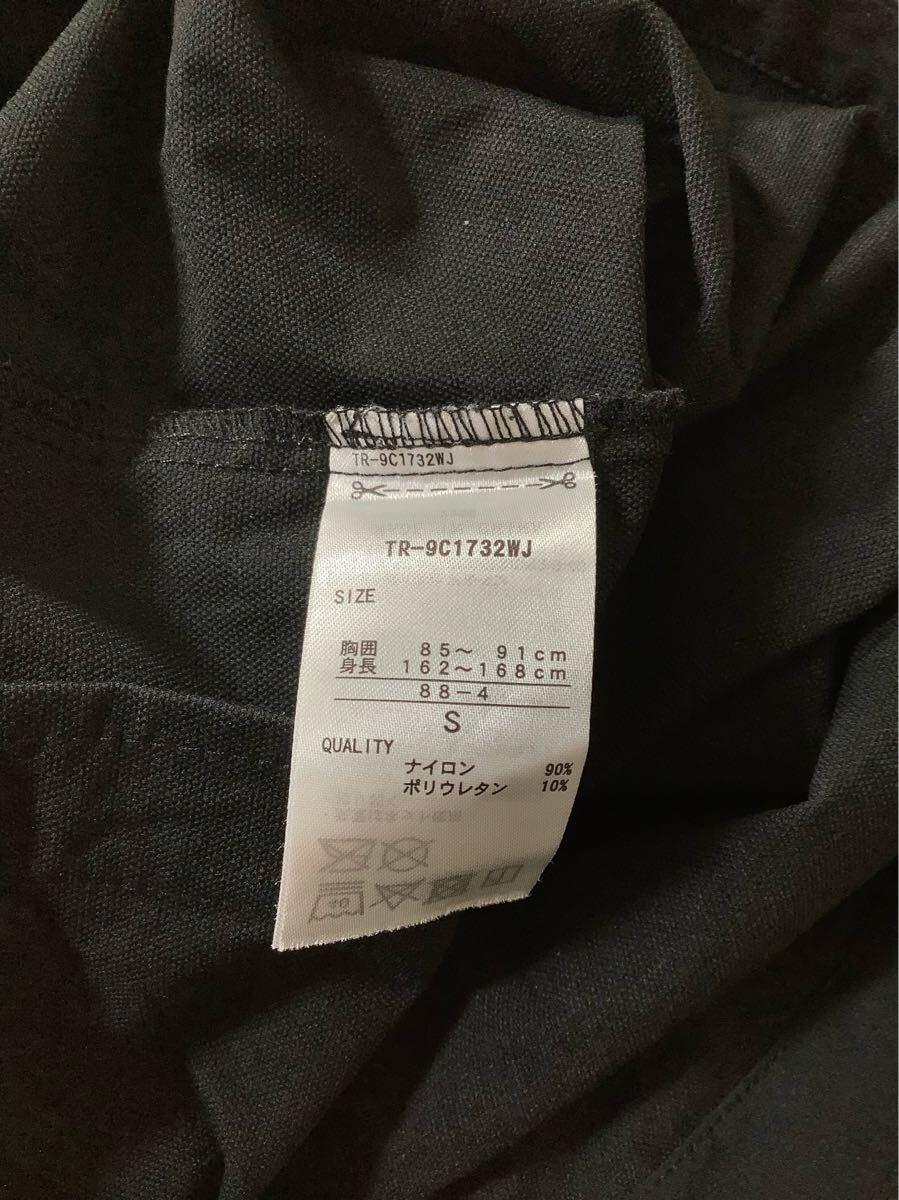 TR-9C1732WJ
TR-9C1732WJ
SIZE
胸囲 85～ 91cm
身長 162～168cm
88-4
S
QUALITY
ナイロン 90%
ポリウレタン 10%